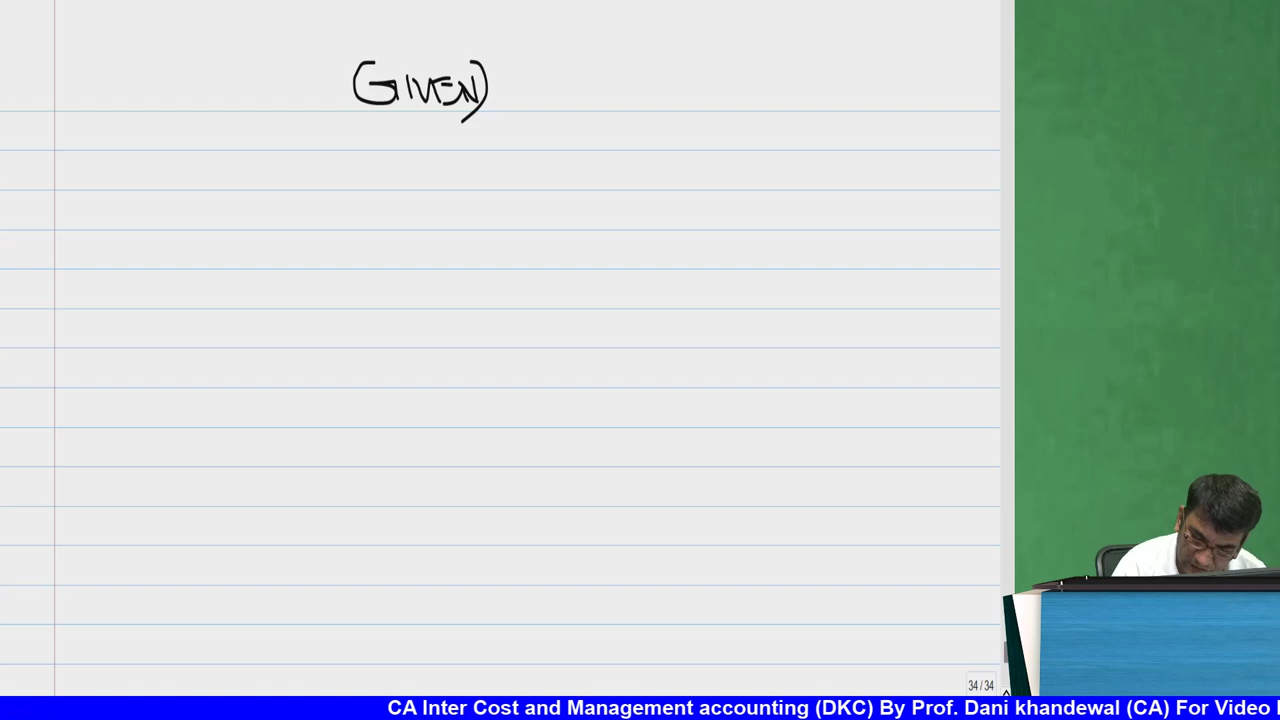 (GIVEN)
34 / 34
CA Inter Cost and Management accounting (DKC) By Prof. Dani khandewal (CA) For Video